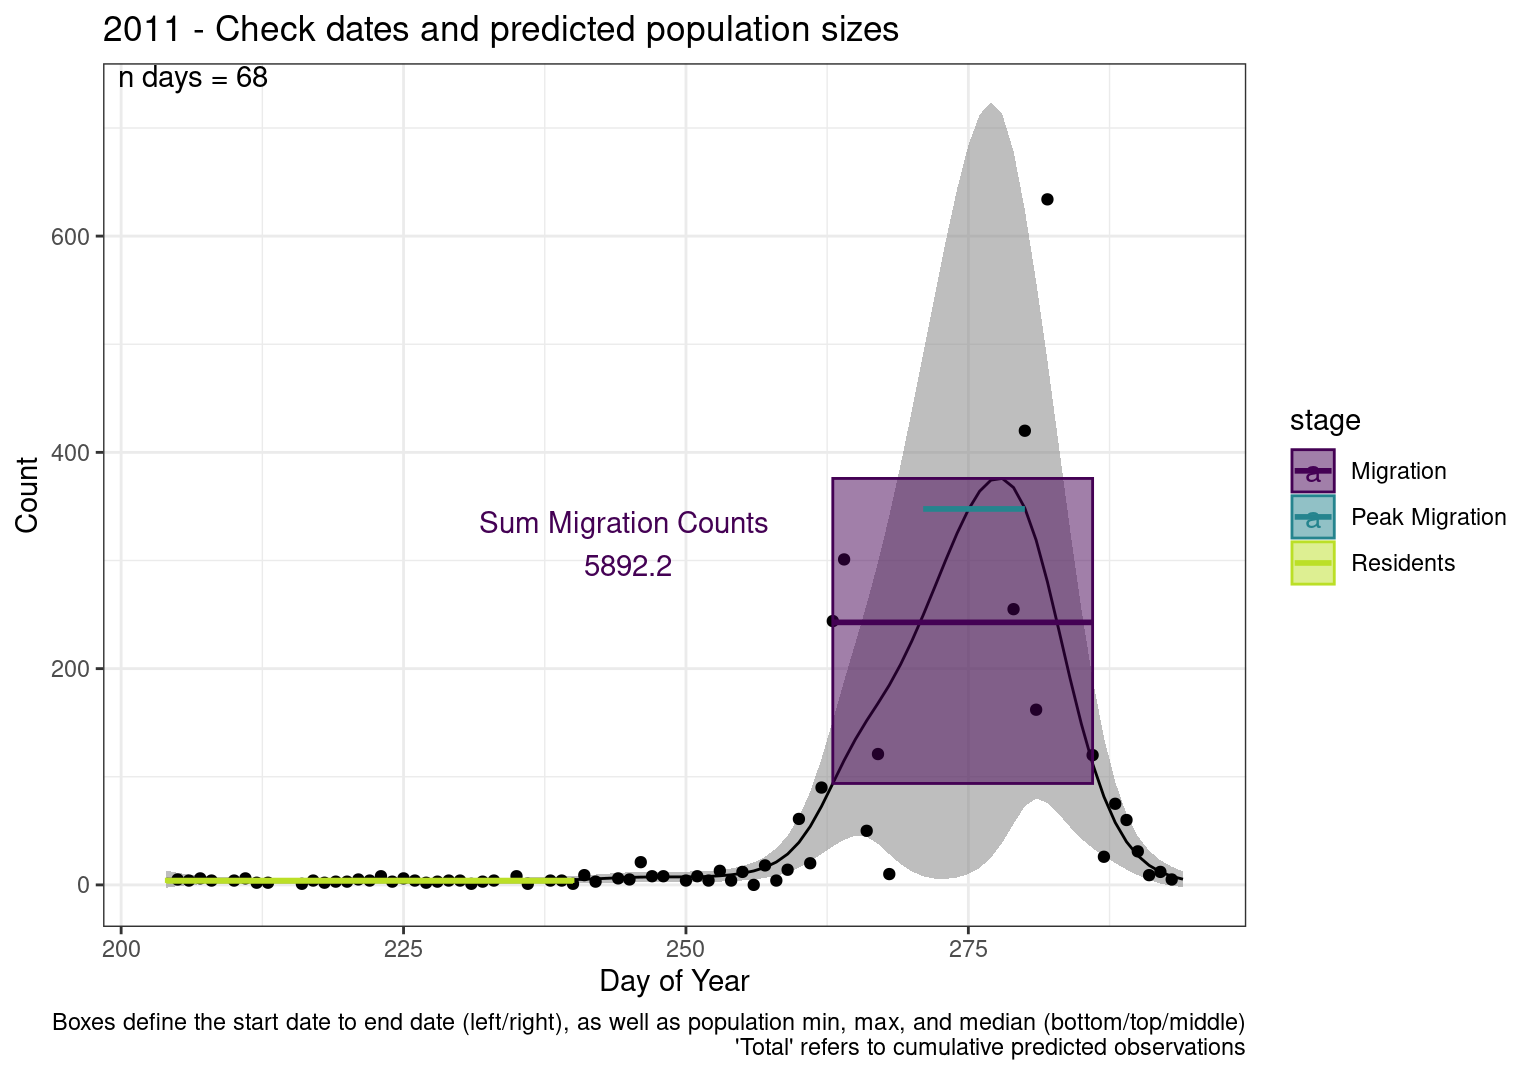 2011 - Check dates and predicted population sizes
n days = 68
Count
600
400
200
0
Sum Migration Counts
5892.2
200
225
250
275
Day of Year
stage
a Migration
a Peak Migration
Residents
Boxes define the start date to end date (left/right), as well as population min, max, and median (bottom/top/middle)
'Total' refers to cumulative predicted observations